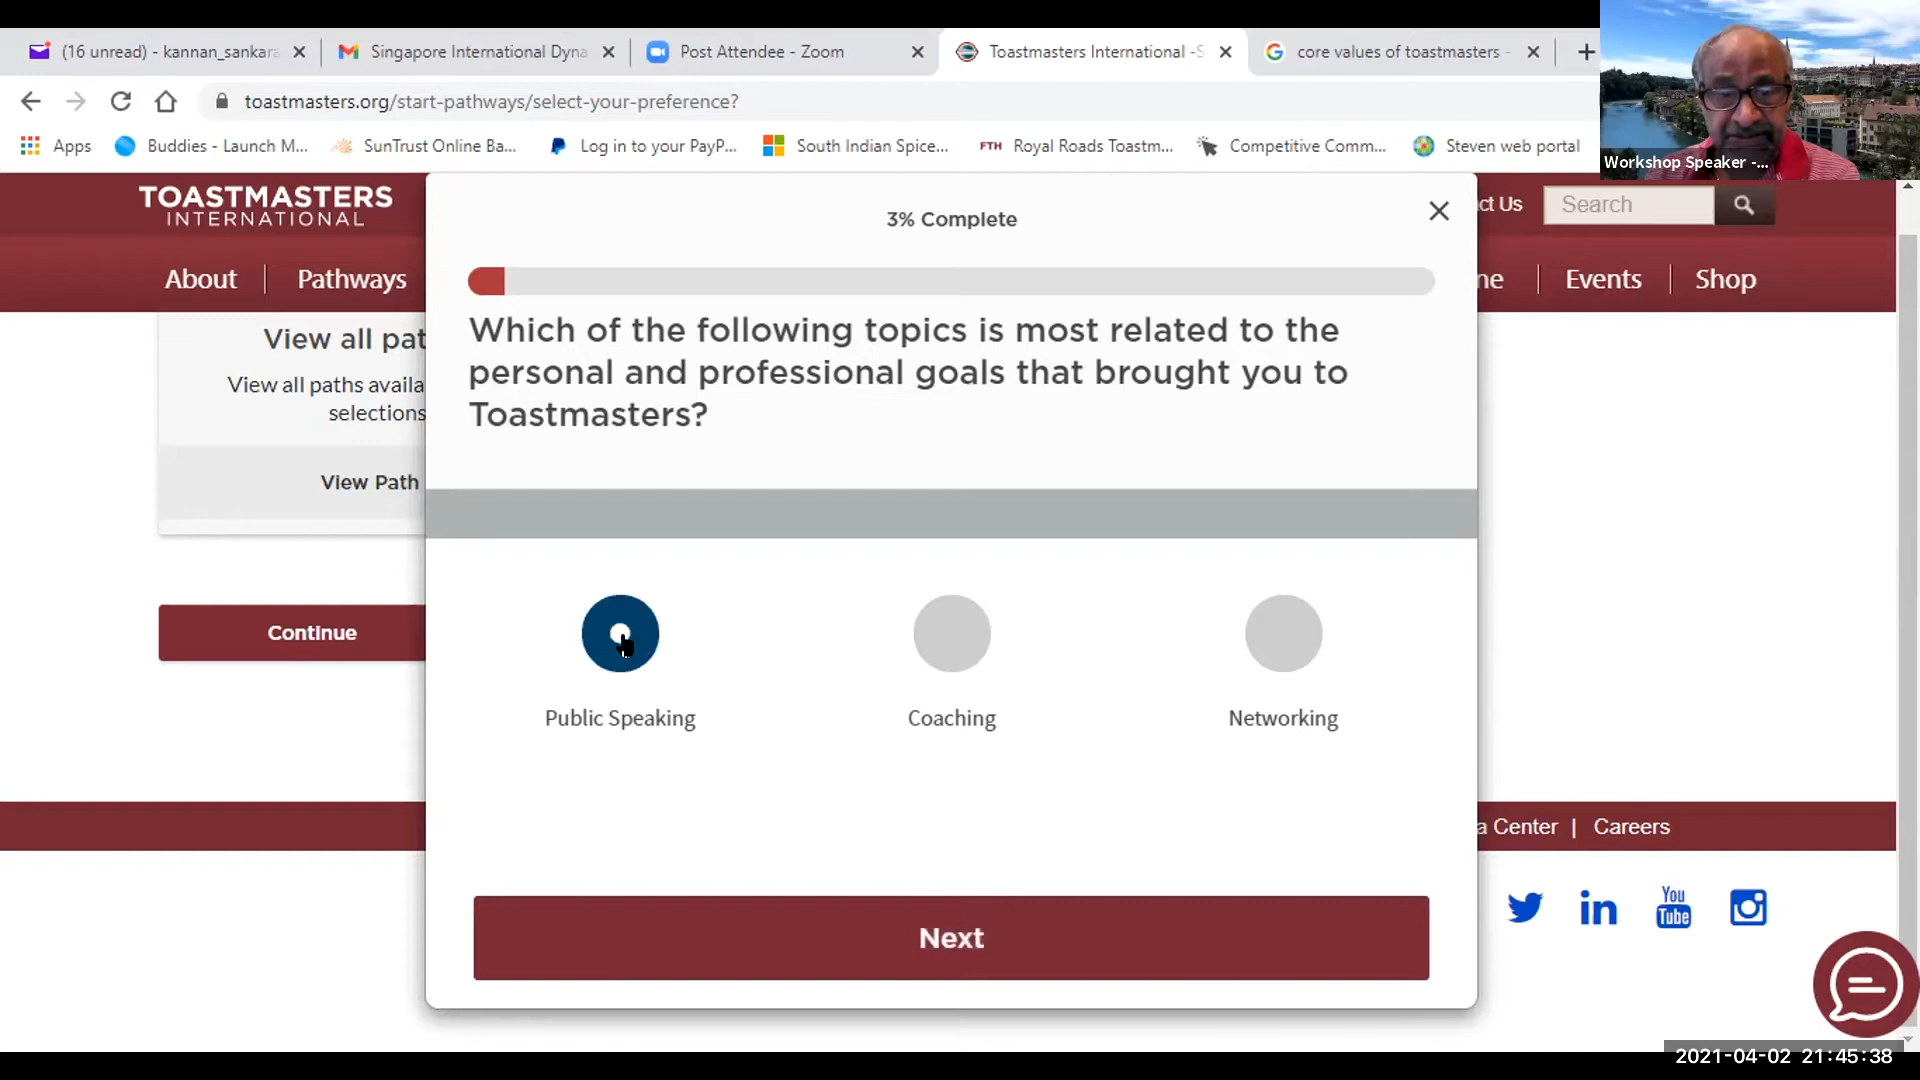 (16 unread) - kannan_sankara
Singapore International Dyna
Post Attendee - Zoom
Toastmasters International -S
core values of toastmasters -
toastmasters.org/start-pathways/select-your-preference?
Apps
Buddies - Launch M...
SunTrust Online Ba...
Log in to your PayP...
South Indian Spice...
FTH
Royal Roads Toastm...
Competitive Comm...
Steven web portal
Workshop Speaker -...
TOASTMASTERS
INTERNATIONAL
3% Complete
ct Us
Search
About
Pathways
ne
Events
Shop
Which of the following topics is most related to the
personal and professional goals that brought you to
Toastmasters?
View all pat
View all paths availa
selections
View Path
Continue
Public Speaking
Coaching
Networking
a Center | Careers
in
You
Tube
Next
2021-04-02 21:45:38